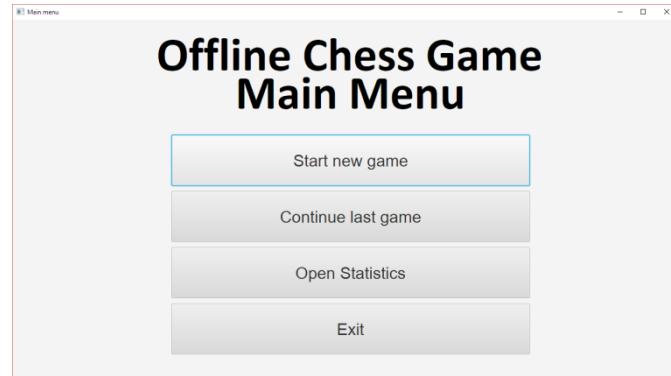 Main menu
Offline Chess Game
Main Menu
Start new game
Continue last game
Open Statistics
Exit